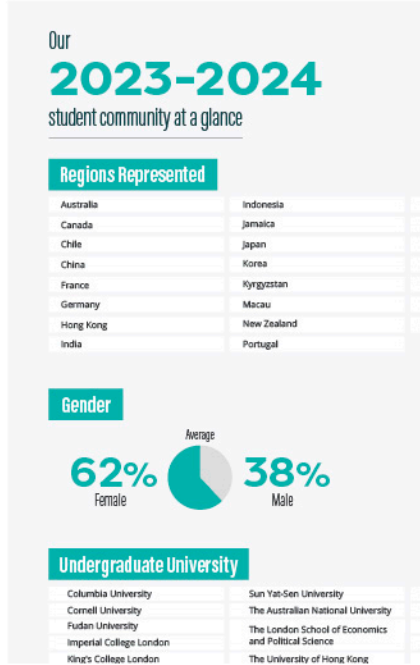 Our
2023-2024
student community at a glance
Regions Represented
Australia
Canada
Chile
China
France
Germany
Hong Kong
India
Indonesia
Jamaica
Japan
Korea
Kyrgyzstan
Macau
New Zealand
Portugal
Gender
Average
62%
Female
38%
Male
Undergraduate University
Columbia University
Cornell University
Fudan University
Imperial College London
King's College London
Sun Yat-Sen University
The Australian National University
The London School of Economics
and Political Science
The University of Hong Kong